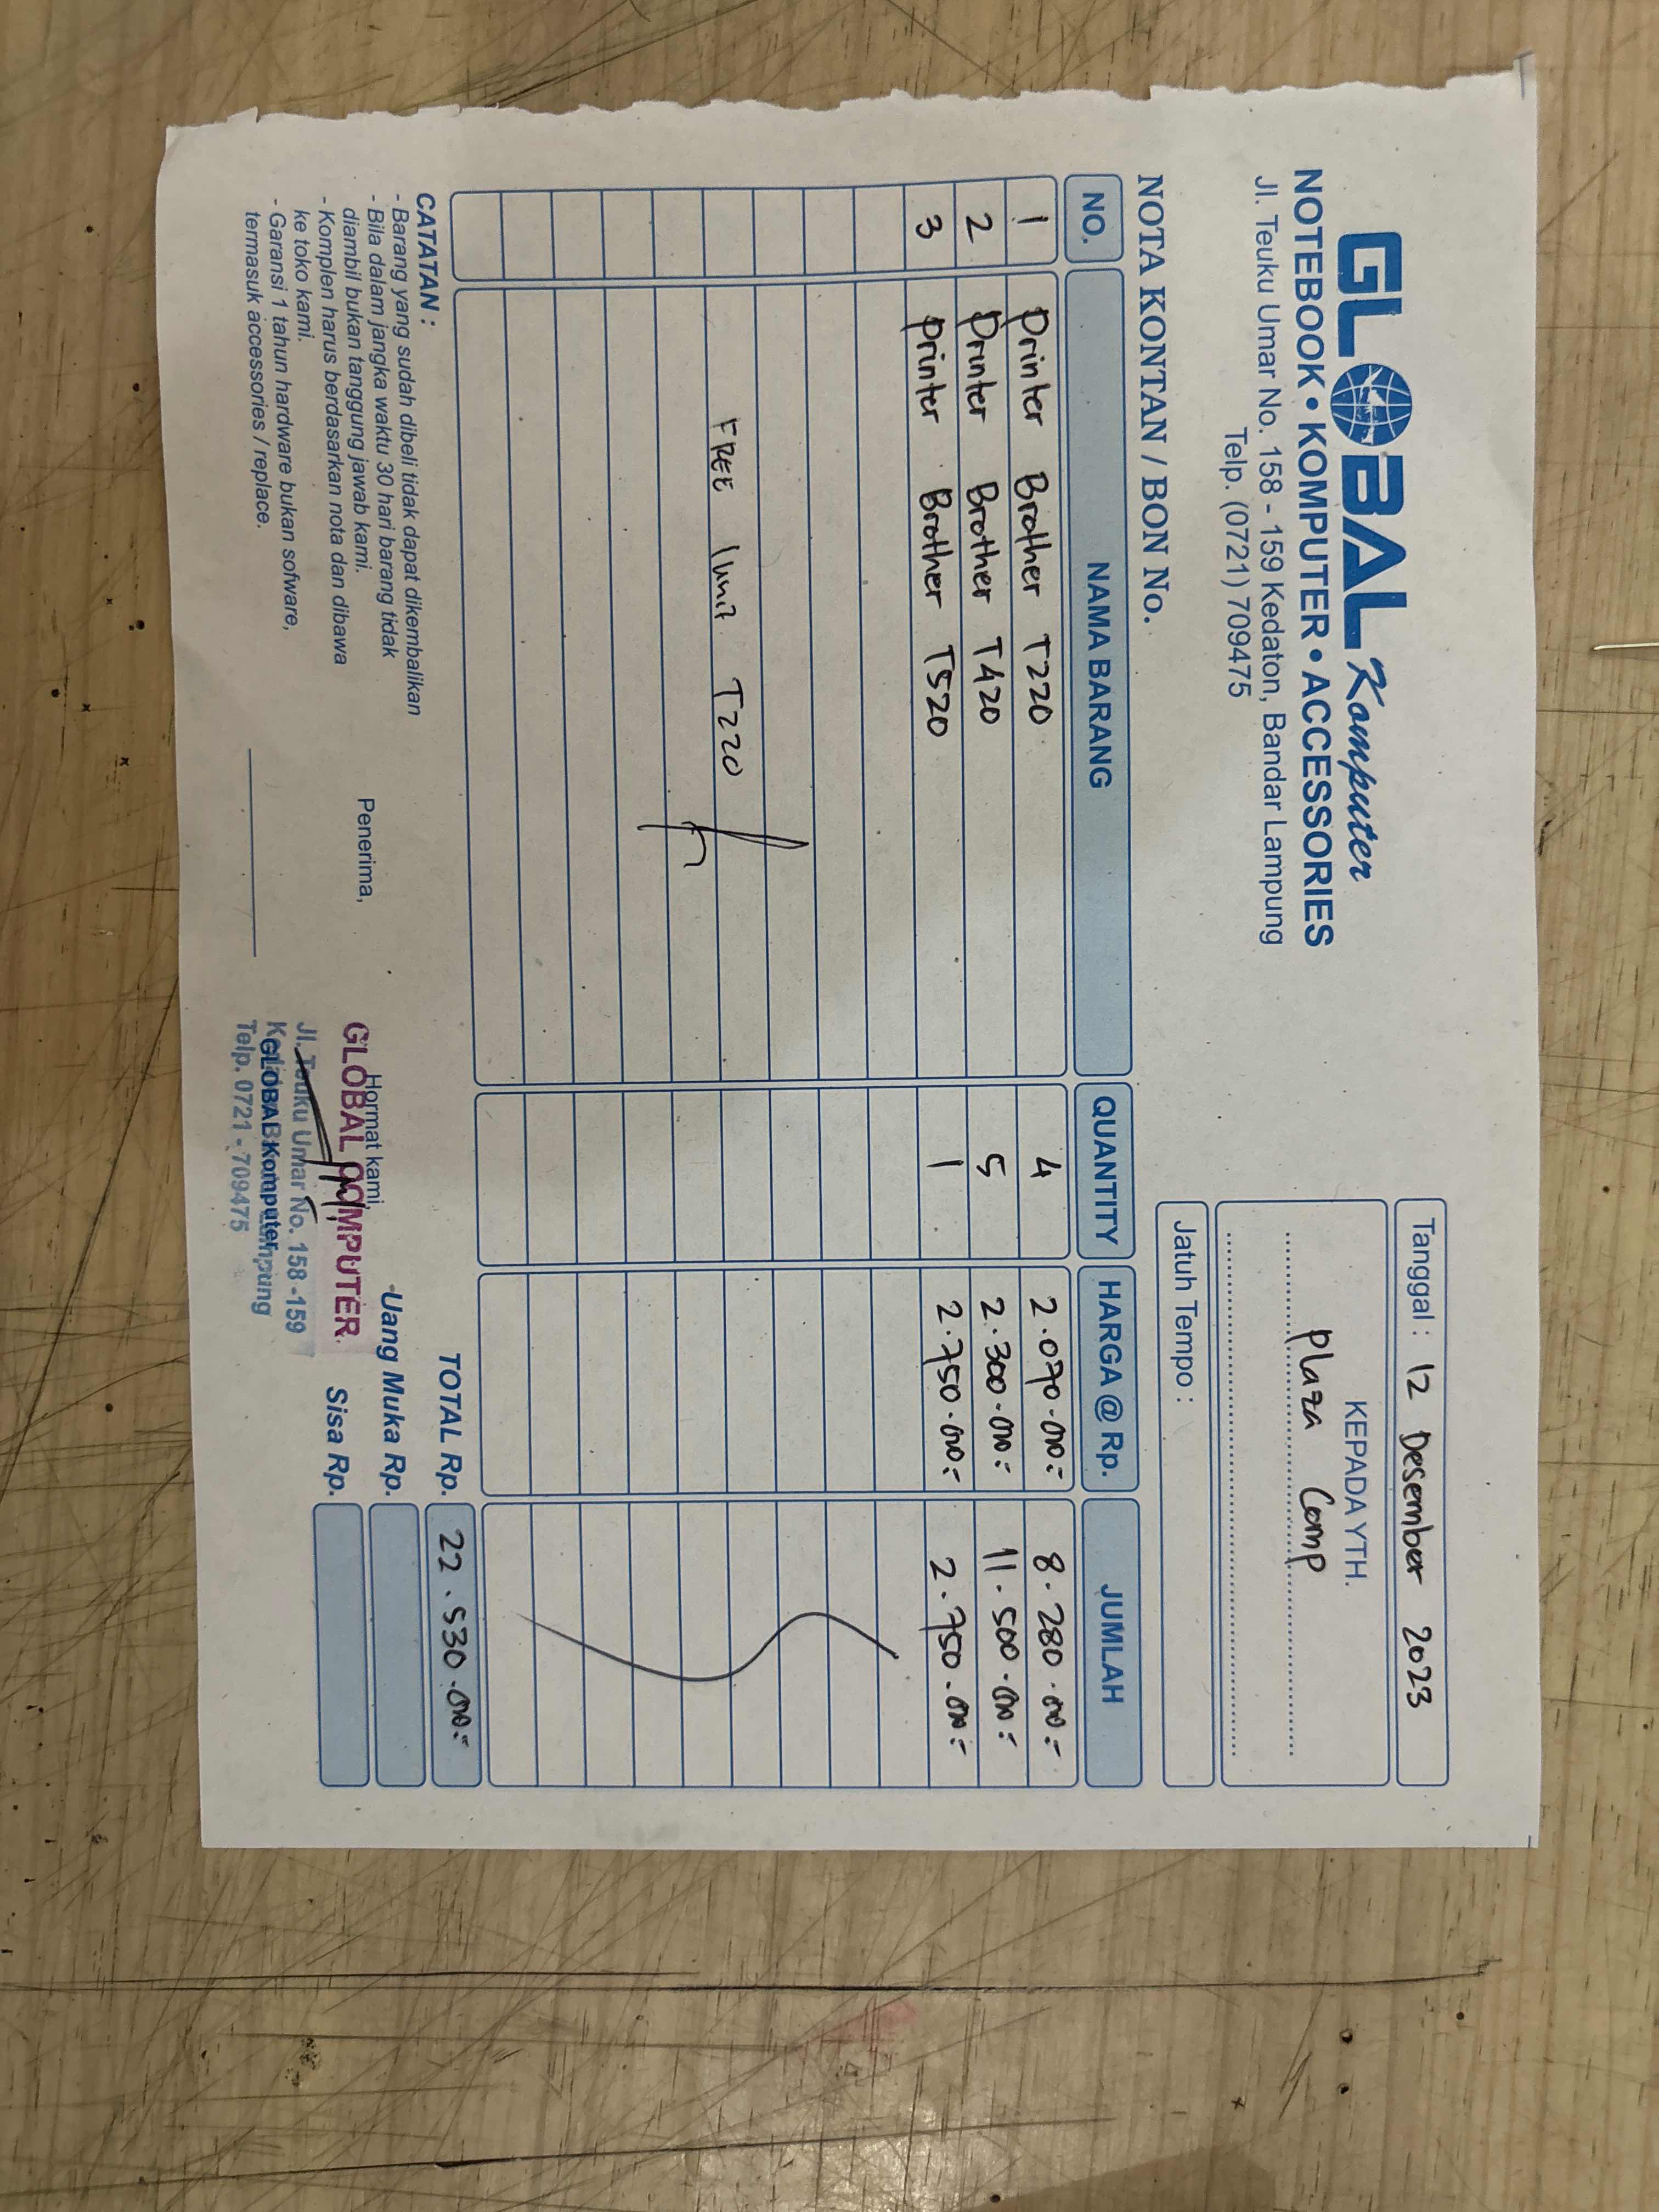 GLOBAL Komputer
NOTEBOOK • KOMPUTER • ACCESSORIES
Jl. Teuku Umar No. 158 - 159 Kedaton, Bandar Lampung
Telp. (0721) 709475
Tanggal : 12 Desember 2023
KEPADA YTH.
Plaza Comp
Jatuh Tempo :
NOTA KONTAN / BON No.
NO. NAMA BARANG QUANTITY HARGA @ Rp. JUMLAH
1 Printer Brother T220 4 2.070.000.- 8.280.000.-
2 Printer Brother T420 5 2.300.000.- 11.500.000.-
3 Printer Brother T520 1 2.750.000.- 2.750.000.-
FREE 1 unit T220
TOTAL Rp. 22.530.000.-
Uang Muka Rp.
Sisa Rp.
CATATAN :
- Barang yang sudah dibeli tidak dapat dikembalikan
- Bila dalam jangka waktu 30 hari barang tidak
diambil bukan tanggung jawab kami.
- Komplen harus berdasarkan nota dan dibawa
ke toko kami.
- Garansi 1 tahun hardware bukan sofware,
termasuk accessories / replace.
Penerima,
Hormat kami,
GLOBAL COMPUTER
Jl. Teuku Umar No. 158 -159
GLOBAL Komputer
Telp. 0721 - 709475